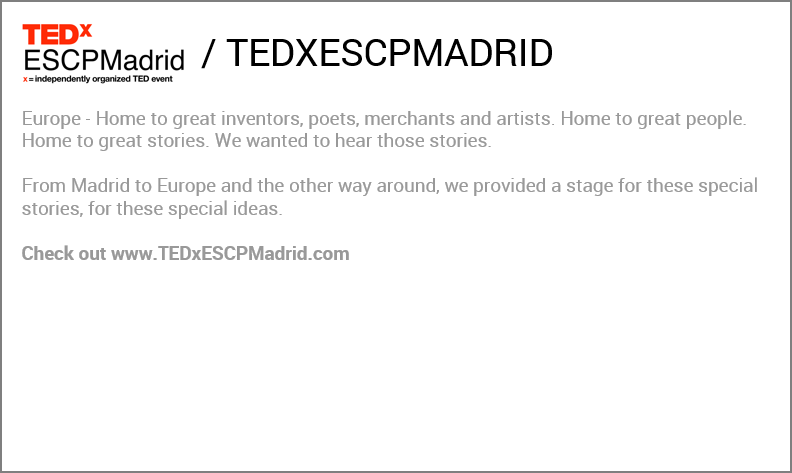 TEDx
ESCPMadrid
x = independently organized TED event
/ TEDXESCPMADRID
Europe - Home to great inventors, poets, merchants and artists. Home to great people.
Home to great stories. We wanted to hear those stories.
From Madrid to Europe and the other way around, we provided a stage for these special
stories, for these special ideas.
Check out www.TEDxESCPMadrid.com